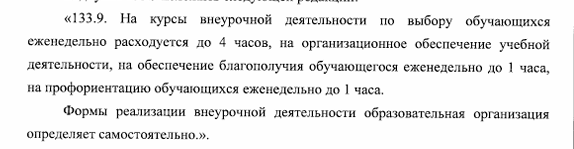 «133.9. На курсы внеурочной деятельности по выбору обучающихся
еженедельно расходуется до 4 часов, на организационное обеспечение учебной
деятельности, на обеспечение благополучия обучающегося еженедельно до 1 часа,
на профориентацию обучающихся еженедельно до 1 часа.
Формы реализации внеурочной деятельности образовательная организация
определяет самостоятельно.».